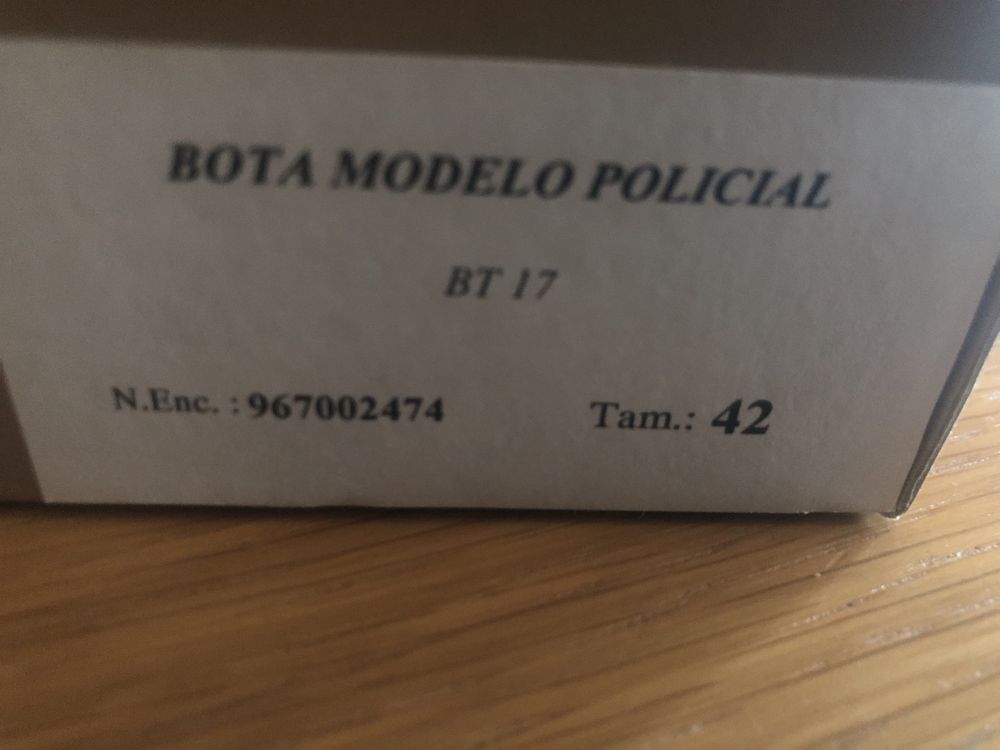 BOTA MODELO POLICIAL
BT 17
N.Enc. : 967002474 Tam.: 42